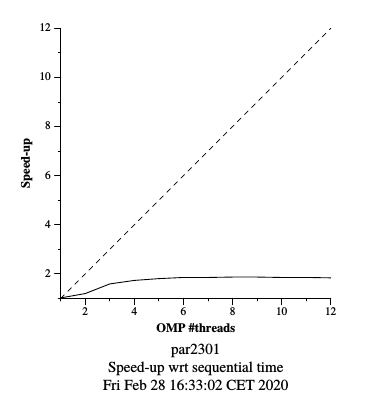 12
10
8
6
4
2
Speed-up
2 4 6 8 10 12
OMP #threads
par2301
Speed-up wrt sequential time
Fri Feb 28 16:33:02 CET 2020